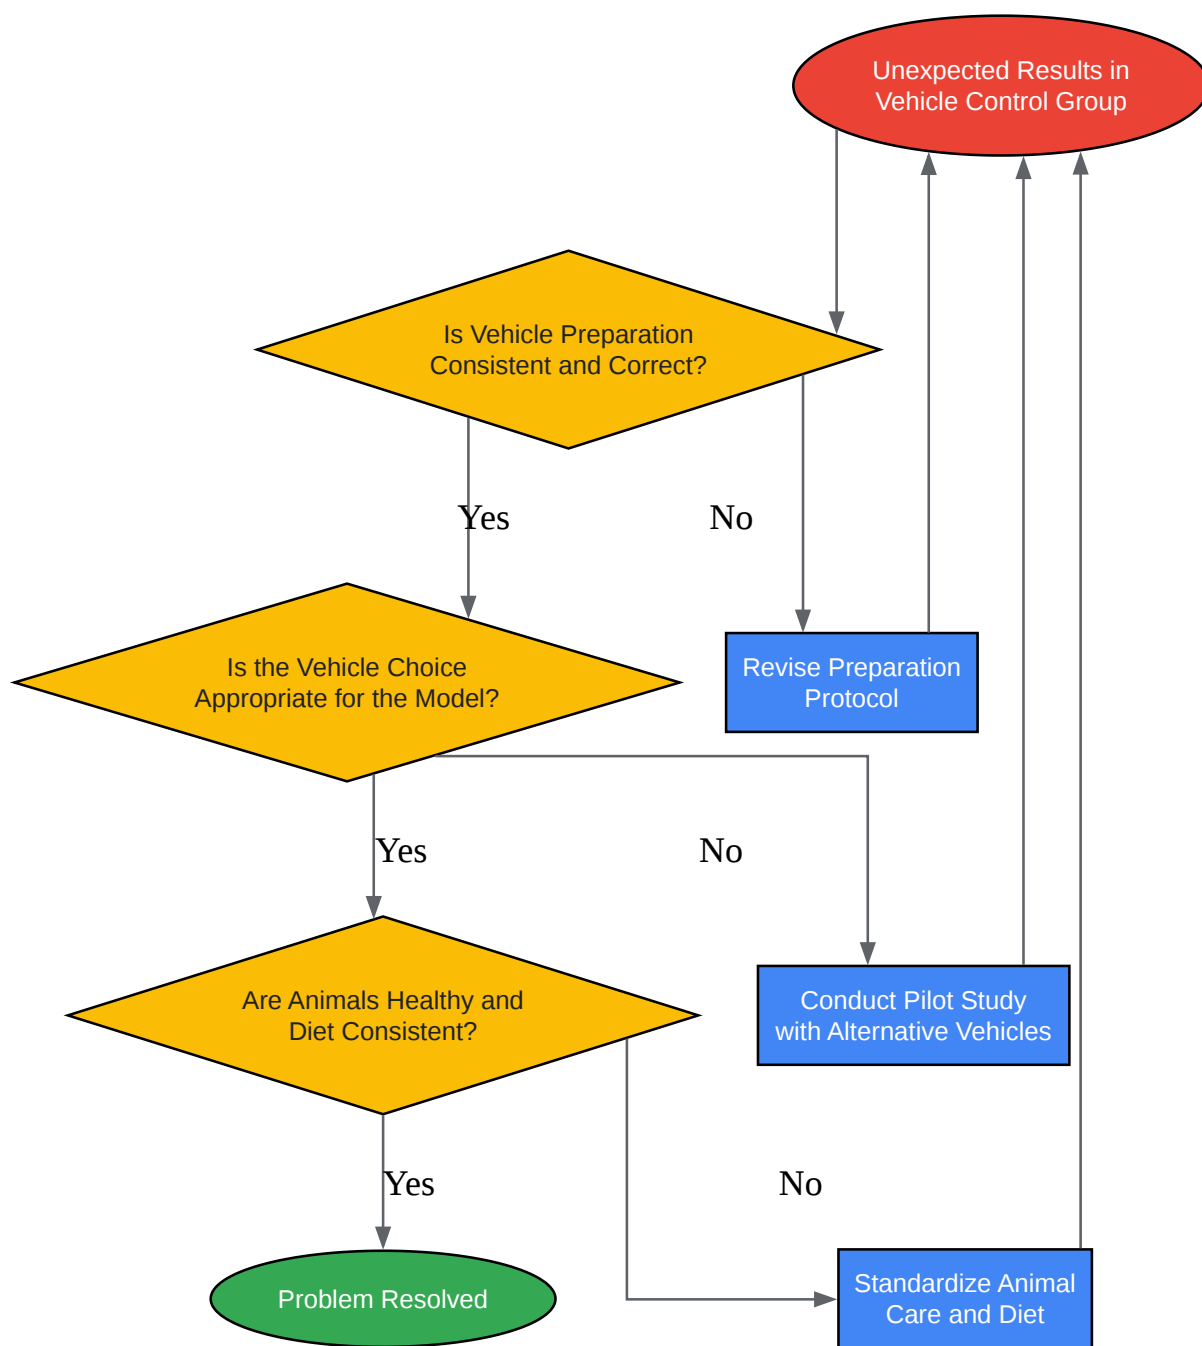 Unexpected Results in
Vehicle Control Group
Is Vehicle Preparation
Consistent and Correct?
Yes
No
Is the Vehicle Choice
Appropriate for the Model?
Revise Preparation
Protocol
Yes
No
Are Animals Healthy and
Diet Consistent?
Conduct Pilot Study
with Alternative Vehicles
Yes
No
Problem Resolved
Standardize Animal
Care and Diet